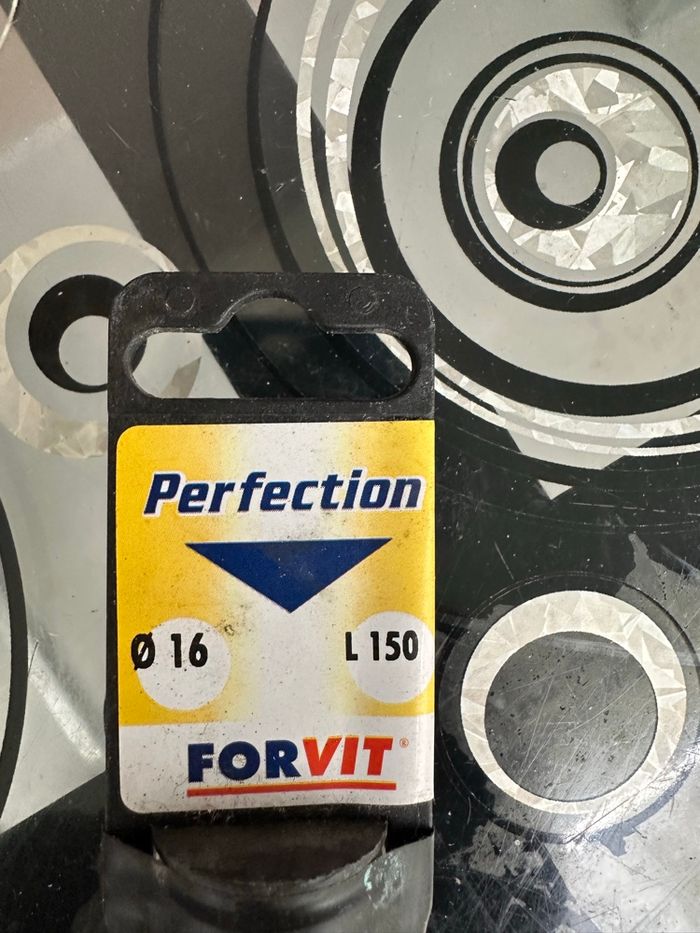 Perfection
Ø 16
L 150
FORVIT®